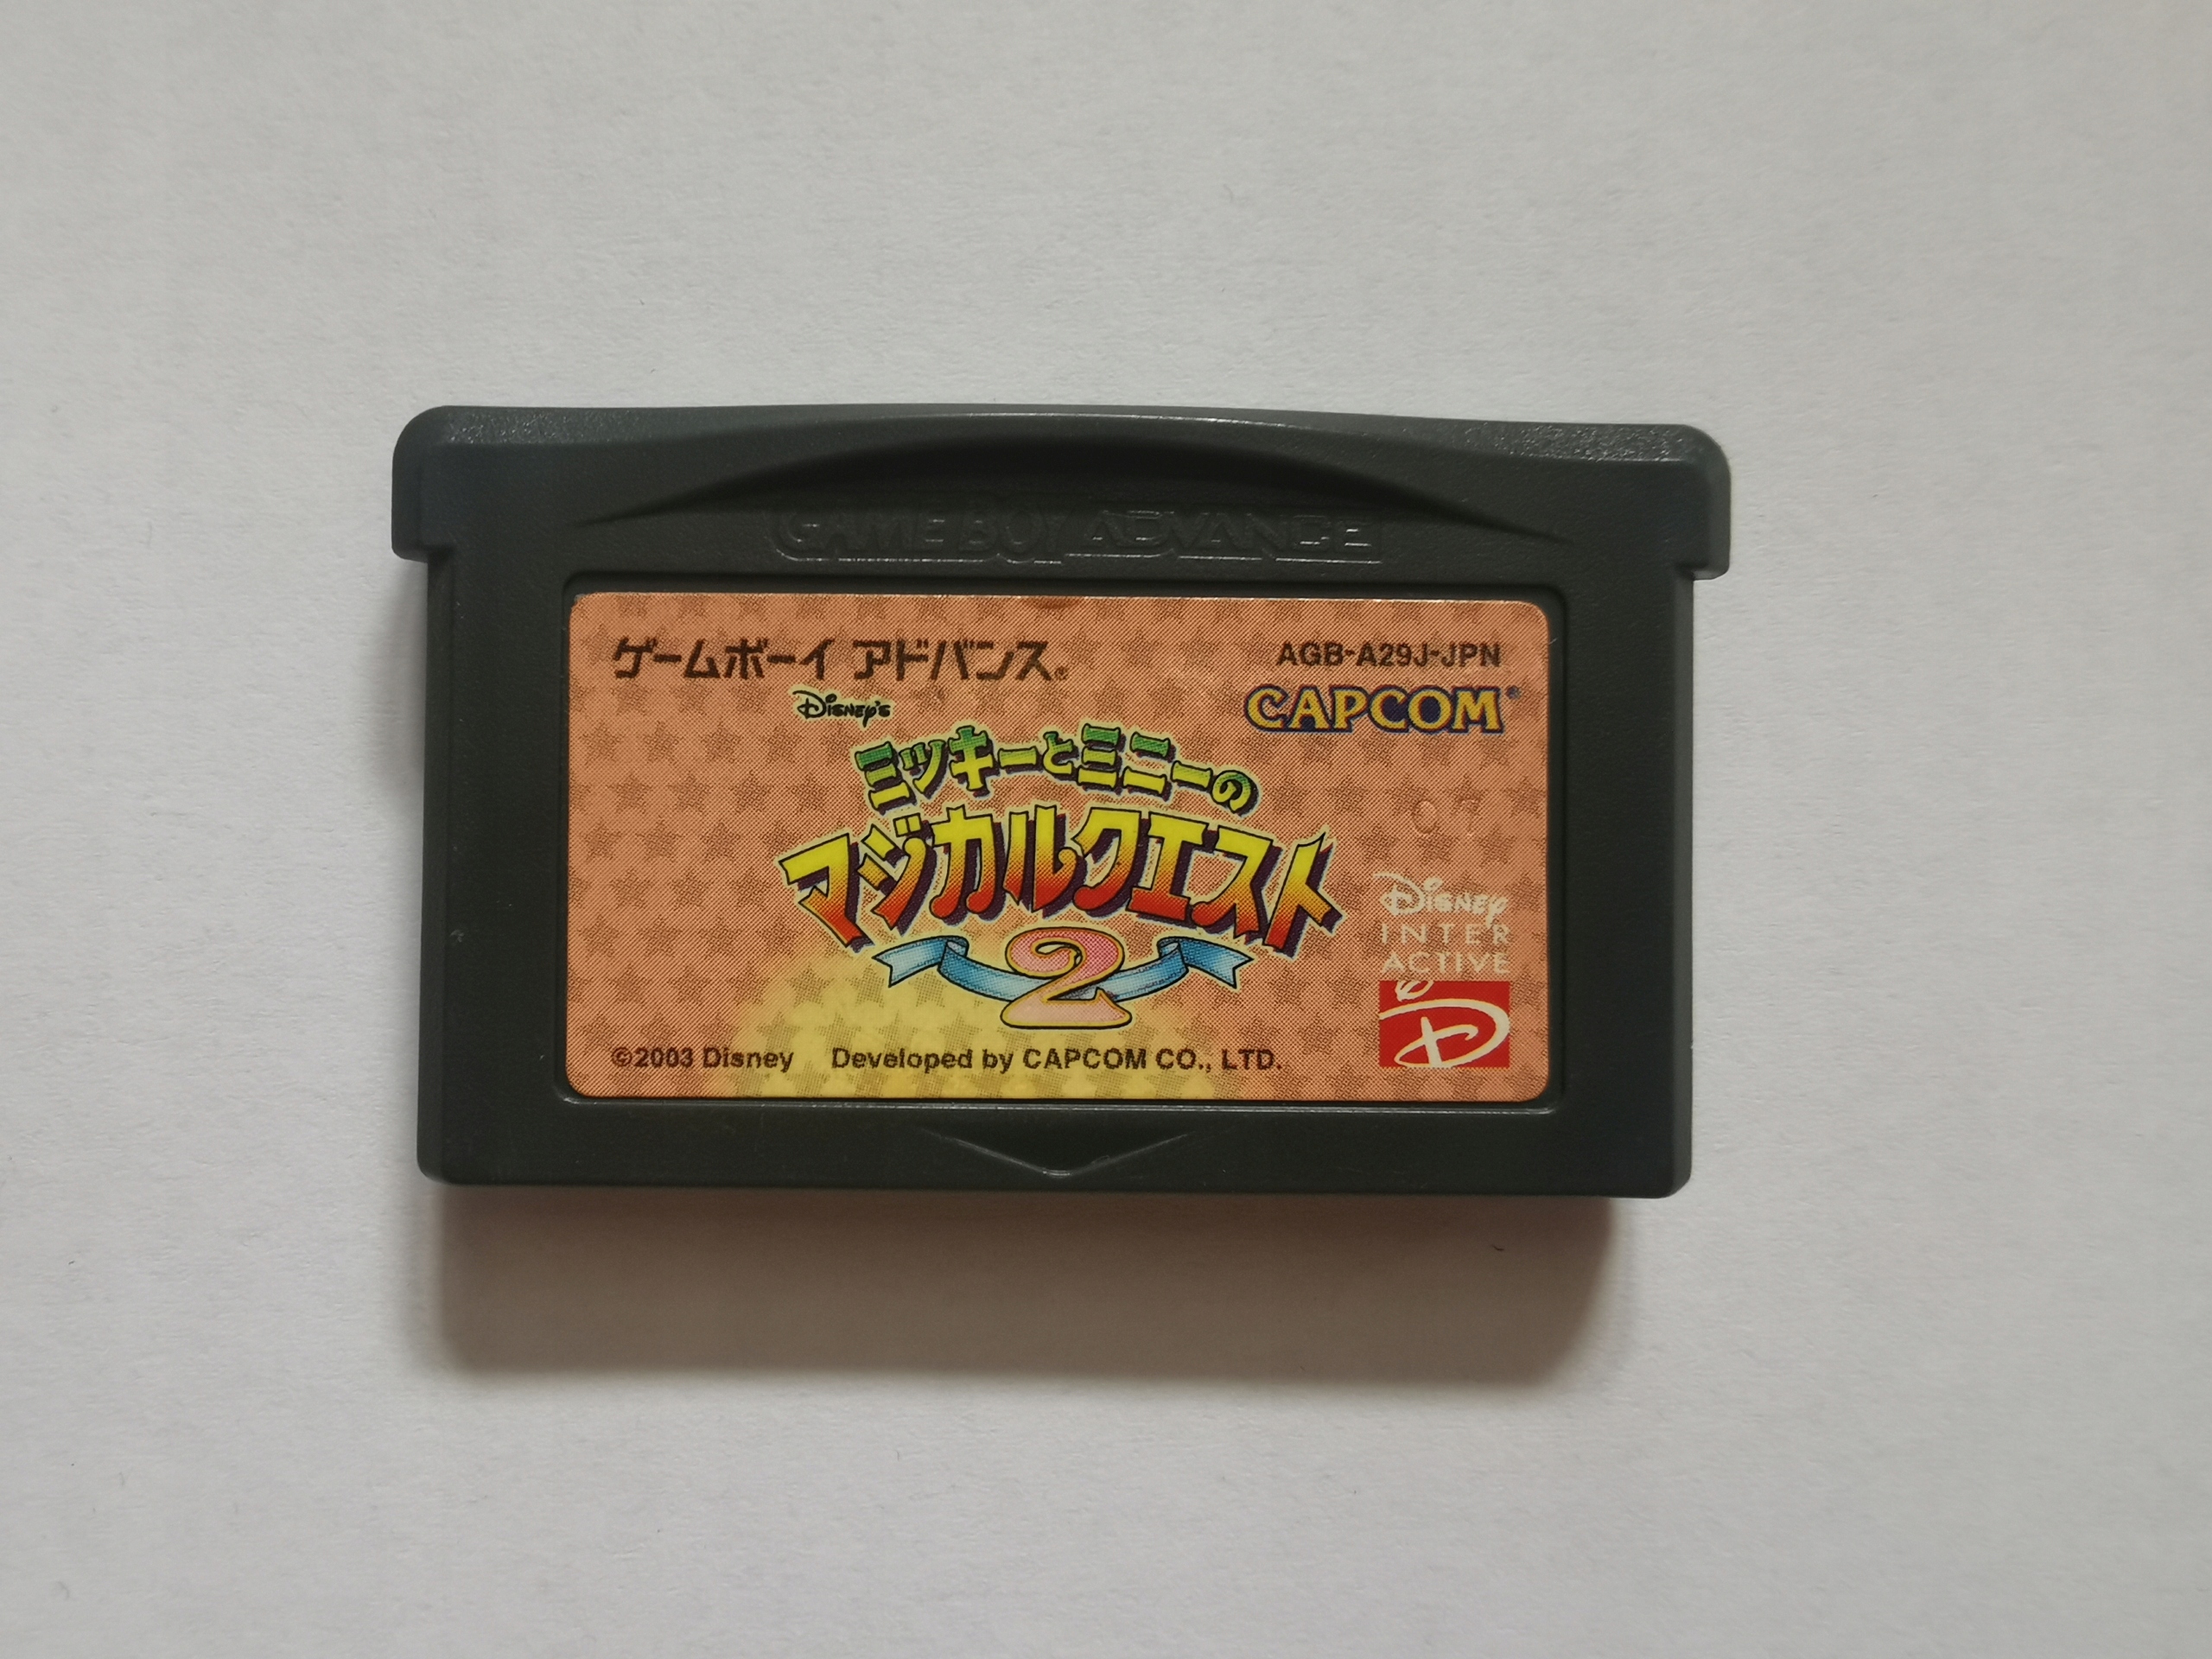 GAME BOY ADVANCE
ゲームボーイ アドバンス®
AGB-A29J-JPN
CAPCOM®
Disney's
ミッキーとミニーの
マジカルクエスト
2
07
Disney
INTER
ACTIVE
D
©2003 Disney Developed by CAPCOM CO., LTD.